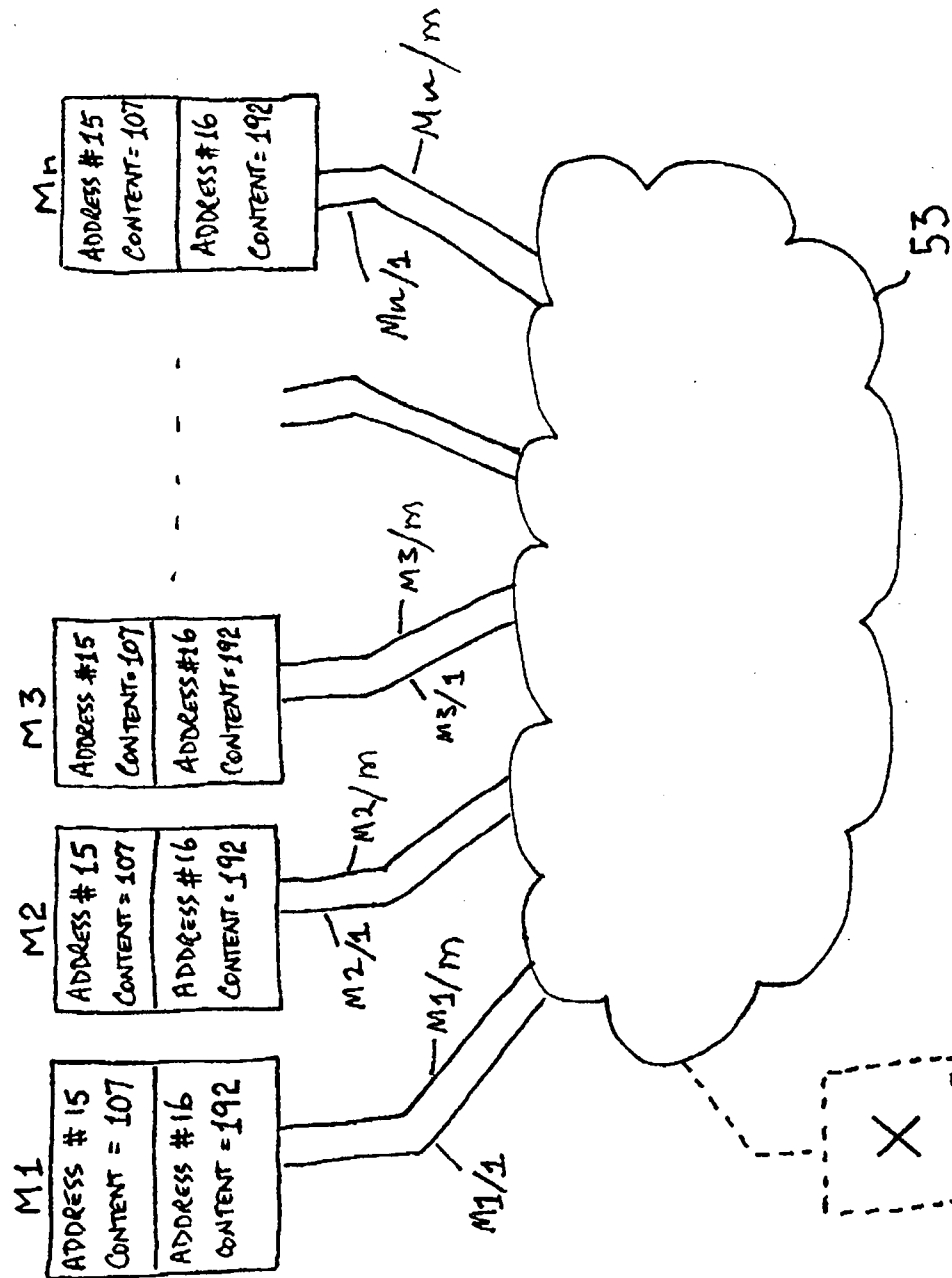 M1
ADDRESS #15
CONTENT = 107
ADDRESS #16
CONTENT = 192
M2
ADDRESS #15
CONTENT = 107
ADDRESS #16
CONTENT = 192
M3
ADDRESS #15
CONTENT = 107
ADDRESS #16
CONTENT = 192
Mn
ADDRESS #15
CONTENT = 107
ADDRESS #16
CONTENT = 192
M1/1
M1/m
M2/1
M2/m
M3/1
M3/m
Mn/1
Mn/m
53
X